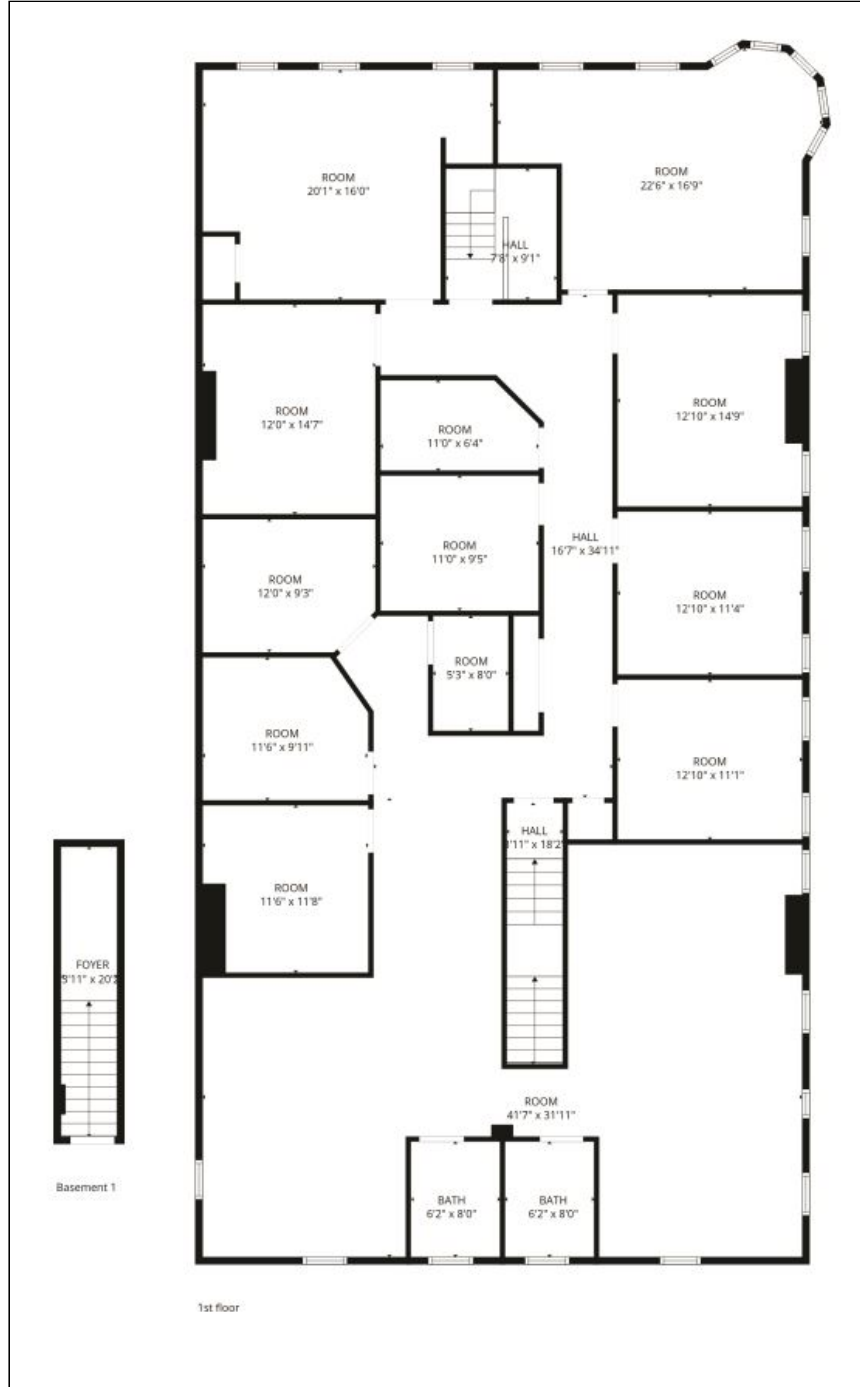 ROOM
20'1" x 16'0"
ROOM
22'6" x 16'9"
HALL
7'8" x 9'1"
ROOM
12'0" x 14'7"
ROOM
12'10" x 14'9"
ROOM
11'0" x 6'4"
ROOM
11'0" x 9'5"
HALL
16'7" x 34'11"
ROOM
12'0" x 9'3"
ROOM
12'10" x 11'4"
ROOM
5'3" x 8'0"
ROOM
11'6" x 9'11"
ROOM
12'10" x 11'1"
HALL
x 18'2"
ROOM
11'6" x 11'8"
FOYER
3'11" x
ROOM
41'7" x 31'11"
BATH
6'2" x 8'0"
BATH
6'2" x 8'0"
Basement 1
1st floor